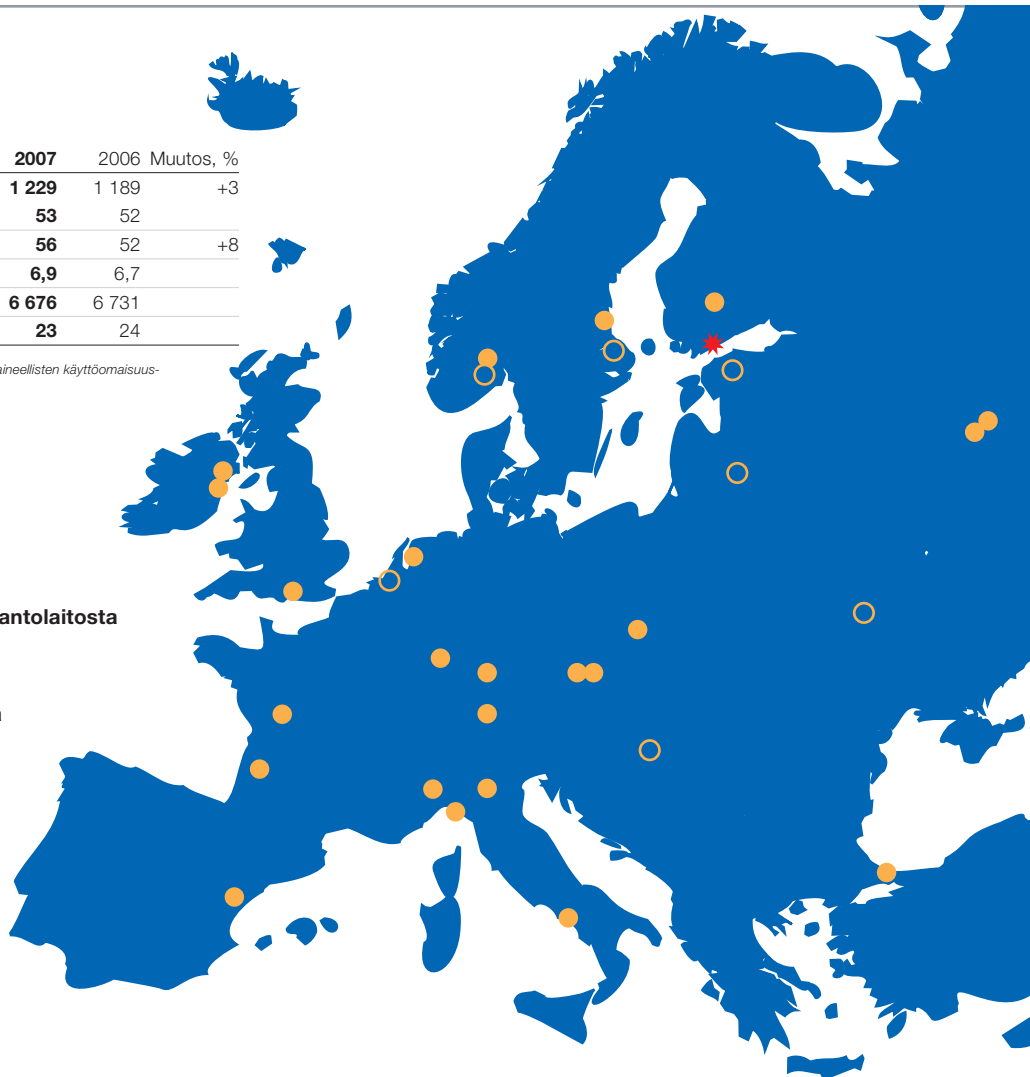 2007 2006 Muutos, %
1 229 1 189 +3
53 52
56 52 +8
6,9 6,7
6 676 6 731
23 24
aineellisten käyttöomaisuus-
antolaitosta